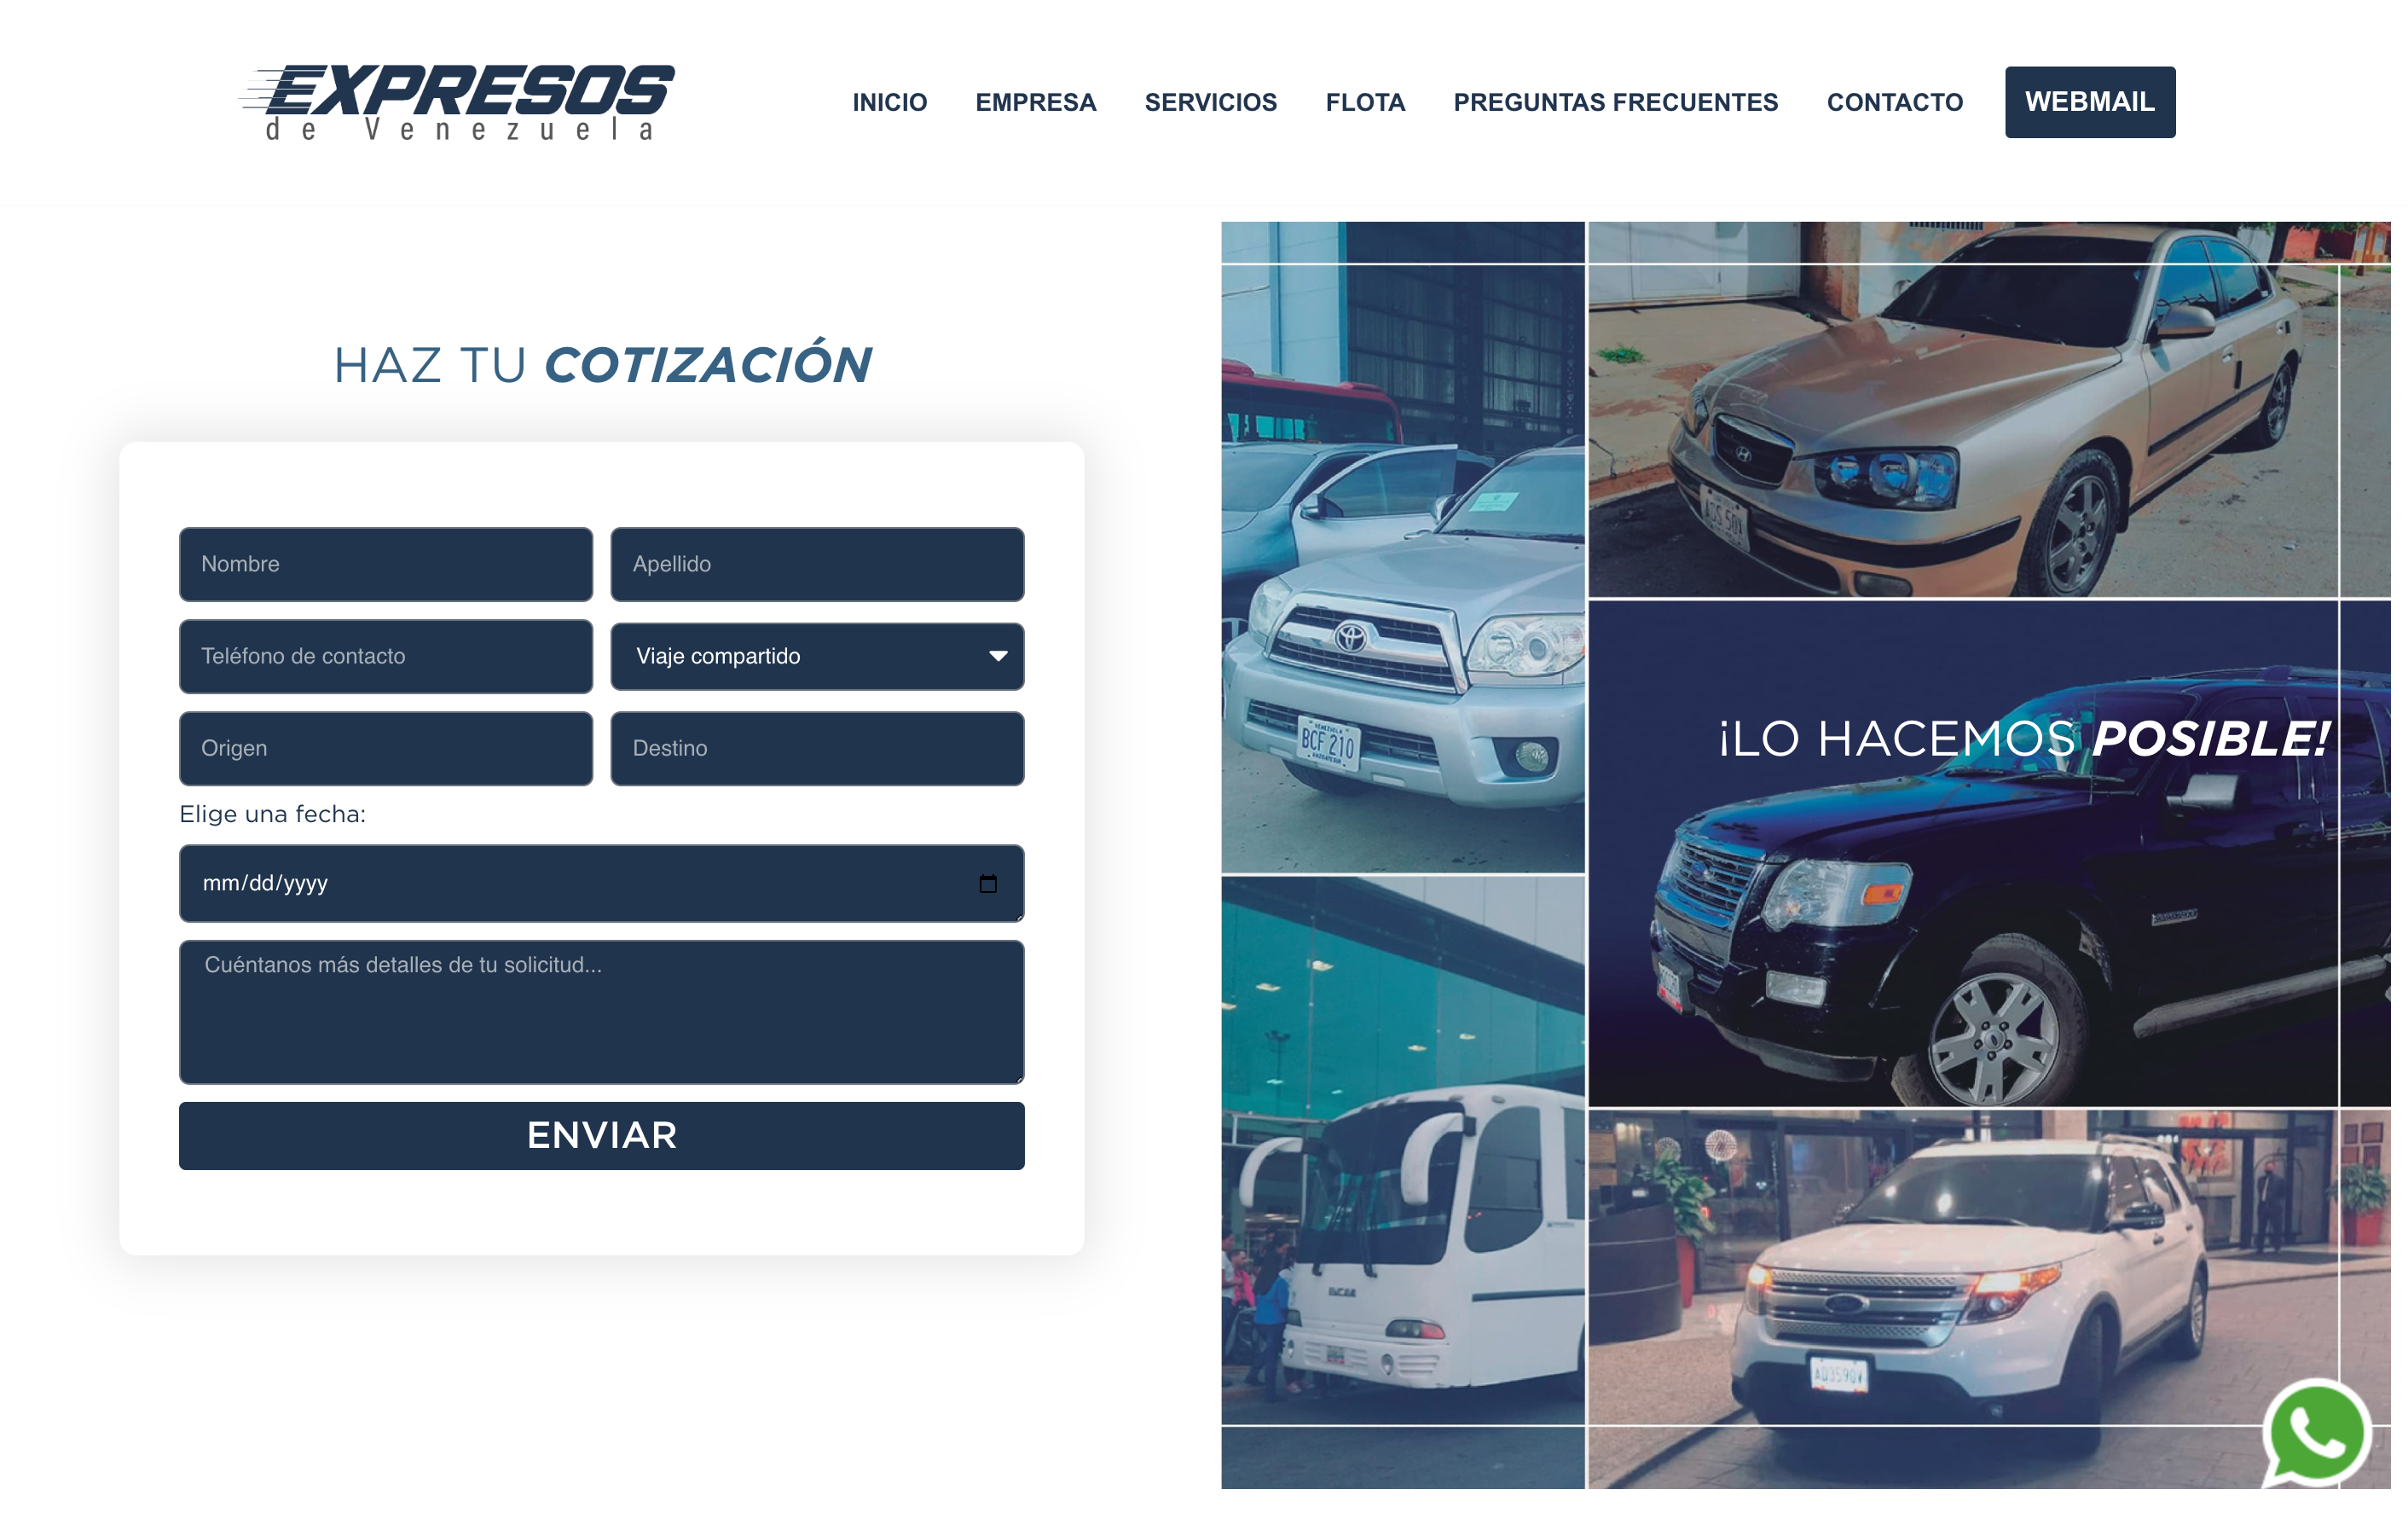 EXPRESOS
de Venezuela
INICIO EMPRESA SERVICIOS FLOTA PREGUNTAS FRECUENTES CONTACTO WEBMAIL
HAZ TU COTIZACIÓN
Nombre
Apellido
Teléfono de contacto
Viaje compartido
Origen
Destino
Elige una fecha:
mm/dd/yyyy
Cuéntanos más detalles de tu solicitud...
ENVIAR
¡LO HACEMOS POSIBLE!
BCF 210